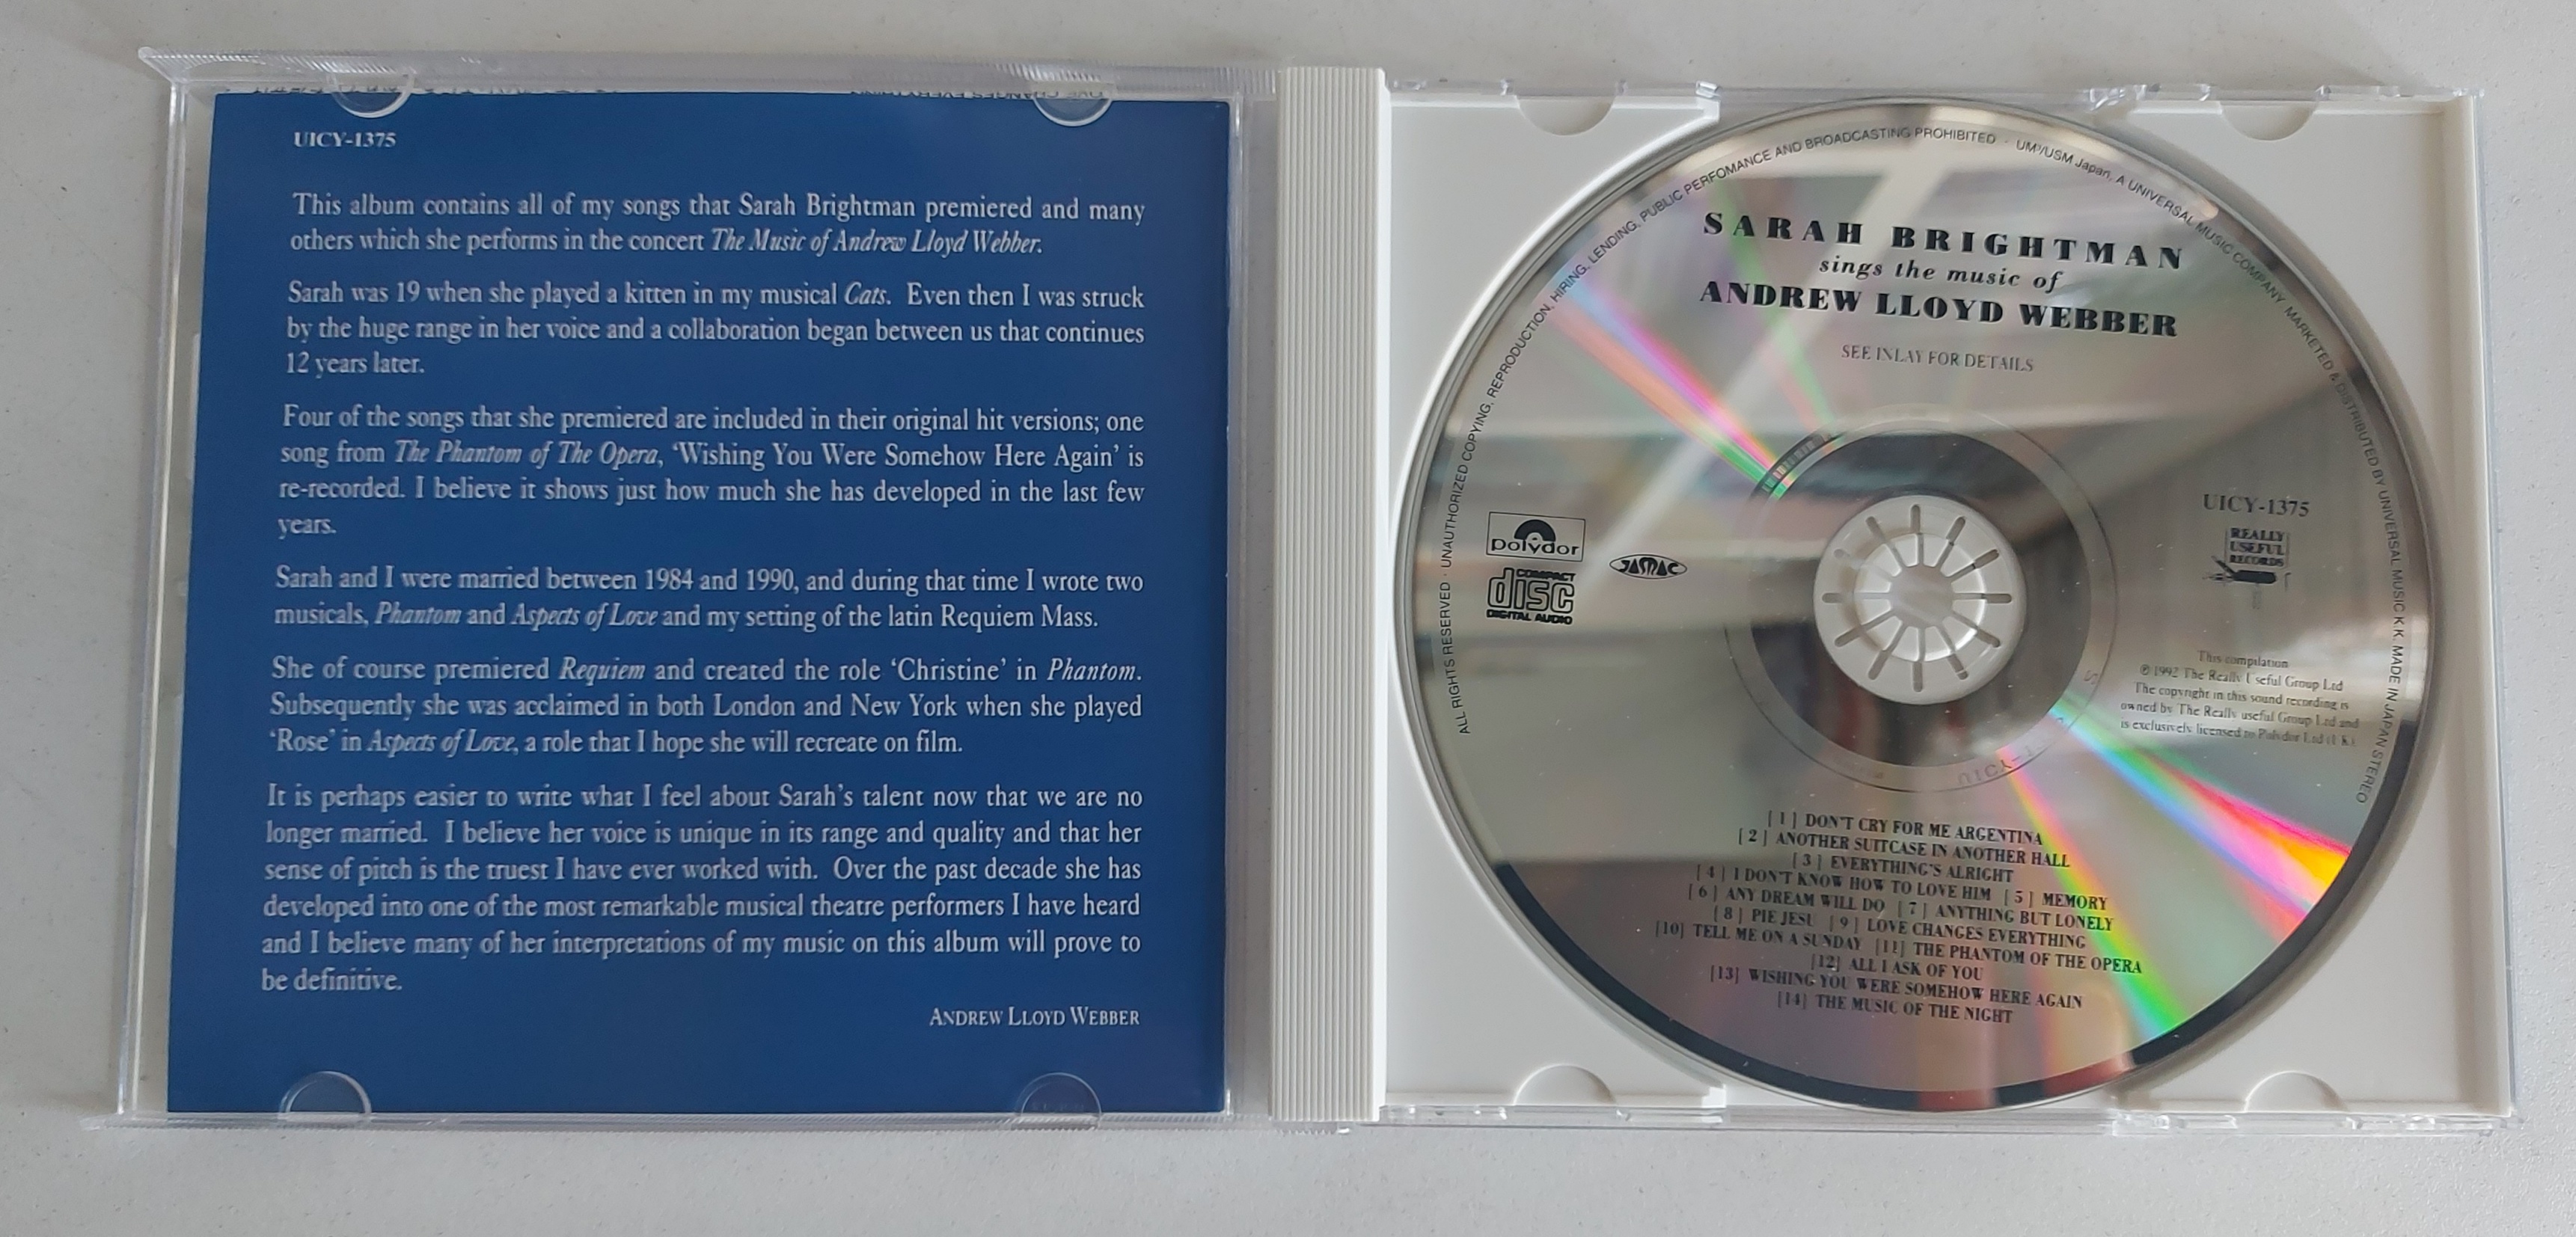 UICY-1375
This album contains all of my songs that Sarah Brightman premiered and many
others which she performs in the concert The Music of Andrew Lloyd Webber.
Sarah was 19 when she played a kitten in my musical Cats. Even then I was struck
by the huge range in her voice and a collaboration began between us that continues
12 years later.
Four of the songs that she premiered are included in their original hit versions; one
song from The Phantom of The Opera, ‘Wishing You Were Somehow Here Again’ is
re-recorded. I believe it shows just how much she has developed in the last few
years.
Sarah and I were married between 1984 and 1990, and during that time I wrote two
musicals, Phantom and Aspects of Love and my setting of the latin Requiem Mass.
She of course premiered Requiem and created the role ‘Christine’ in Phantom.
Subsequently she was acclaimed in both London and New York when she played
‘Rose’ in Aspects of Love, a role that I hope she will recreate on film.
It is perhaps easier to write what I feel about Sarah’s talent now that we are no
longer married. I believe her voice is unique in its range and quality and that her
sense of pitch is the truest I have ever worked with. Over the past decade she has
developed into one of the most remarkable musical theatre performers I have heard
and I believe many of her interpretations of my music on this album will prove to
be definitive.
ANDREW LLOYD WEBBER
ALL RIGHTS RESERVED · UNAUTHORIZED COPYING, REPRODUCTION, HIRING, LENDING, PUBLIC PERFOMANCE AND BROADCASTING PROHIBITED · UM³/USM Japan, A UNIVERSAL MUSIC COMPANY MARKETED & DISTRIBUTED BY UNIVERSAL MUSIC K.K. MADE IN JAPAN STEREO
SARAH BRIGHTMAN
sings the music of
ANDREW LLOYD WEBBER
SEE INLAY FOR DETAILS
polydor
JASRAC
COMPACT
disc
DIGITAL AUDIO
UICY-1375
REALLY
USEFUL
RECORDS
This compilation
℗ 1992 The Really Useful Group Ltd
The copyright in this sound recording is
owned by The Really useful Group Ltd and
is exclusively licensed to Polydor Ltd (U.K.)
[1] DON'T CRY FOR ME ARGENTINA
[2] ANOTHER SUITCASE IN ANOTHER HALL
[3] EVERYTHING'S ALRIGHT
[4] I DON'T KNOW HOW TO LOVE HIM [5] MEMORY
[6] ANY DREAM WILL DO [7] ANYTHING BUT LONELY
[8] PIE JESU [9] LOVE CHANGES EVERYTHING
[10] TELL ME ON A SUNDAY [11] THE PHANTOM OF THE OPERA
[12] ALL I ASK OF YOU
[13] WISHING YOU WERE SOMEHOW HERE AGAIN
[14] THE MUSIC OF THE NIGHT